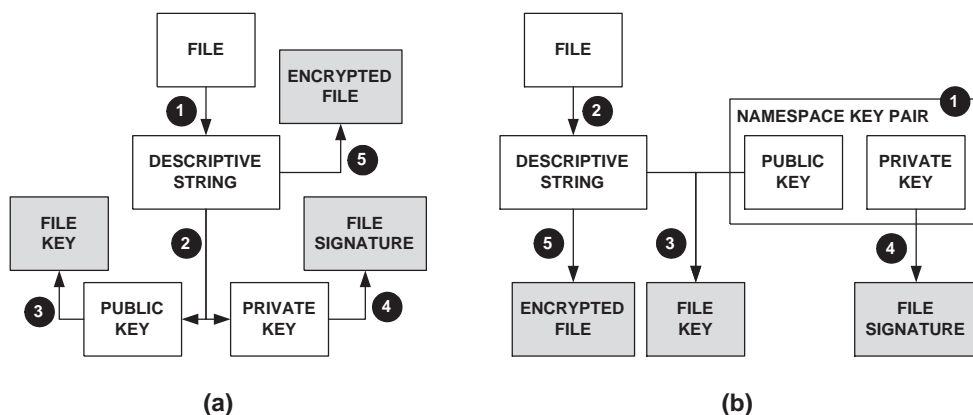 FILE
ENCRYPTED
FILE
1
DESCRIPTIVE
STRING
5
FILE
KEY
2
FILE
SIGNATURE
3
PUBLIC
KEY
PRIVATE
KEY
4
(a)
FILE
1
2
NAMESPACE KEY PAIR
DESCRIPTIVE
STRING
PUBLIC
KEY
PRIVATE
KEY
5
3
4
ENCRYPTED
FILE
FILE
KEY
FILE
SIGNATURE
(b)